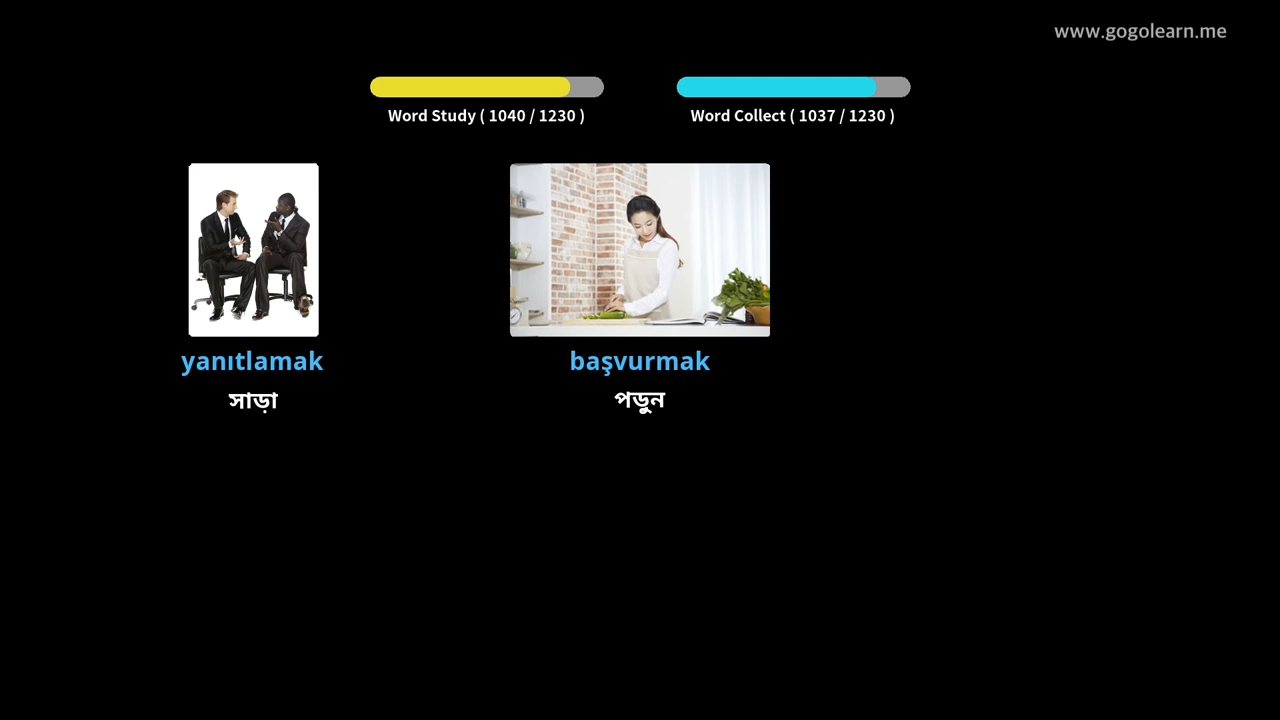 www.gogolearn.me
Word Study ( 1040 / 1230 )
Word Collect ( 1037 / 1230 )
yanıtlamak
başvurmak
সাড়া
পড়ুন